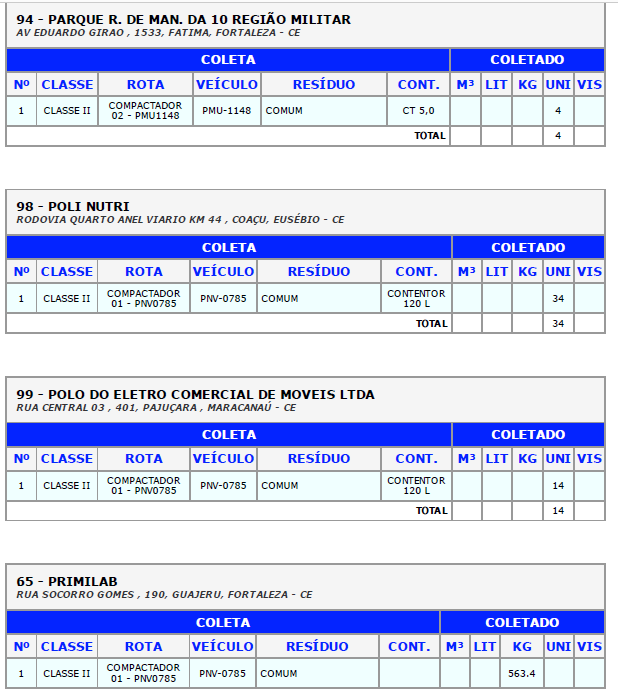 94 - PARQUE R. DE MAN. DA 10 REGIÃO MILITAR
AV EDUARDO GIRAO , 1533, FATIMA, FORTALEZA - CE
COLETA COLETADO
Nº CLASSE ROTA VEÍCULO RESÍDUO CONT. M³ LIT KG UNI VIS
1 CLASSE II COMPACTADOR 02 - PMU1148 PMU-1148 COMUM CT 5,0 4
TOTAL 4
98 - POLI NUTRI
RODOVIA QUARTO ANEL VIARIO KM 44 , COAÇU, EUSÉBIO - CE
COLETA COLETADO
Nº CLASSE ROTA VEÍCULO RESÍDUO CONT. M³ LIT KG UNI VIS
1 CLASSE II COMPACTADOR 01 - PNV0785 PNV-0785 COMUM CONTENTOR 120 L 34
TOTAL 34
99 - POLO DO ELETRO COMERCIAL DE MOVEIS LTDA
RUA CENTRAL 03 , 401, PAJUÇARA , MARACANAÚ - CE
COLETA COLETADO
Nº CLASSE ROTA VEÍCULO RESÍDUO CONT. M³ LIT KG UNI VIS
1 CLASSE II COMPACTADOR 01 - PNV0785 PNV-0785 COMUM CONTENTOR 120 L 14
TOTAL 14
65 - PRIMILAB
RUA SOCORRO GOMES , 190, GUAJERU, FORTALEZA - CE
COLETA COLETADO
Nº CLASSE ROTA VEÍCULO RESÍDUO CONT. M³ LIT KG UNI VIS
1 CLASSE II COMPACTADOR 01 - PNV0785 PNV-0785 COMUM 563.4